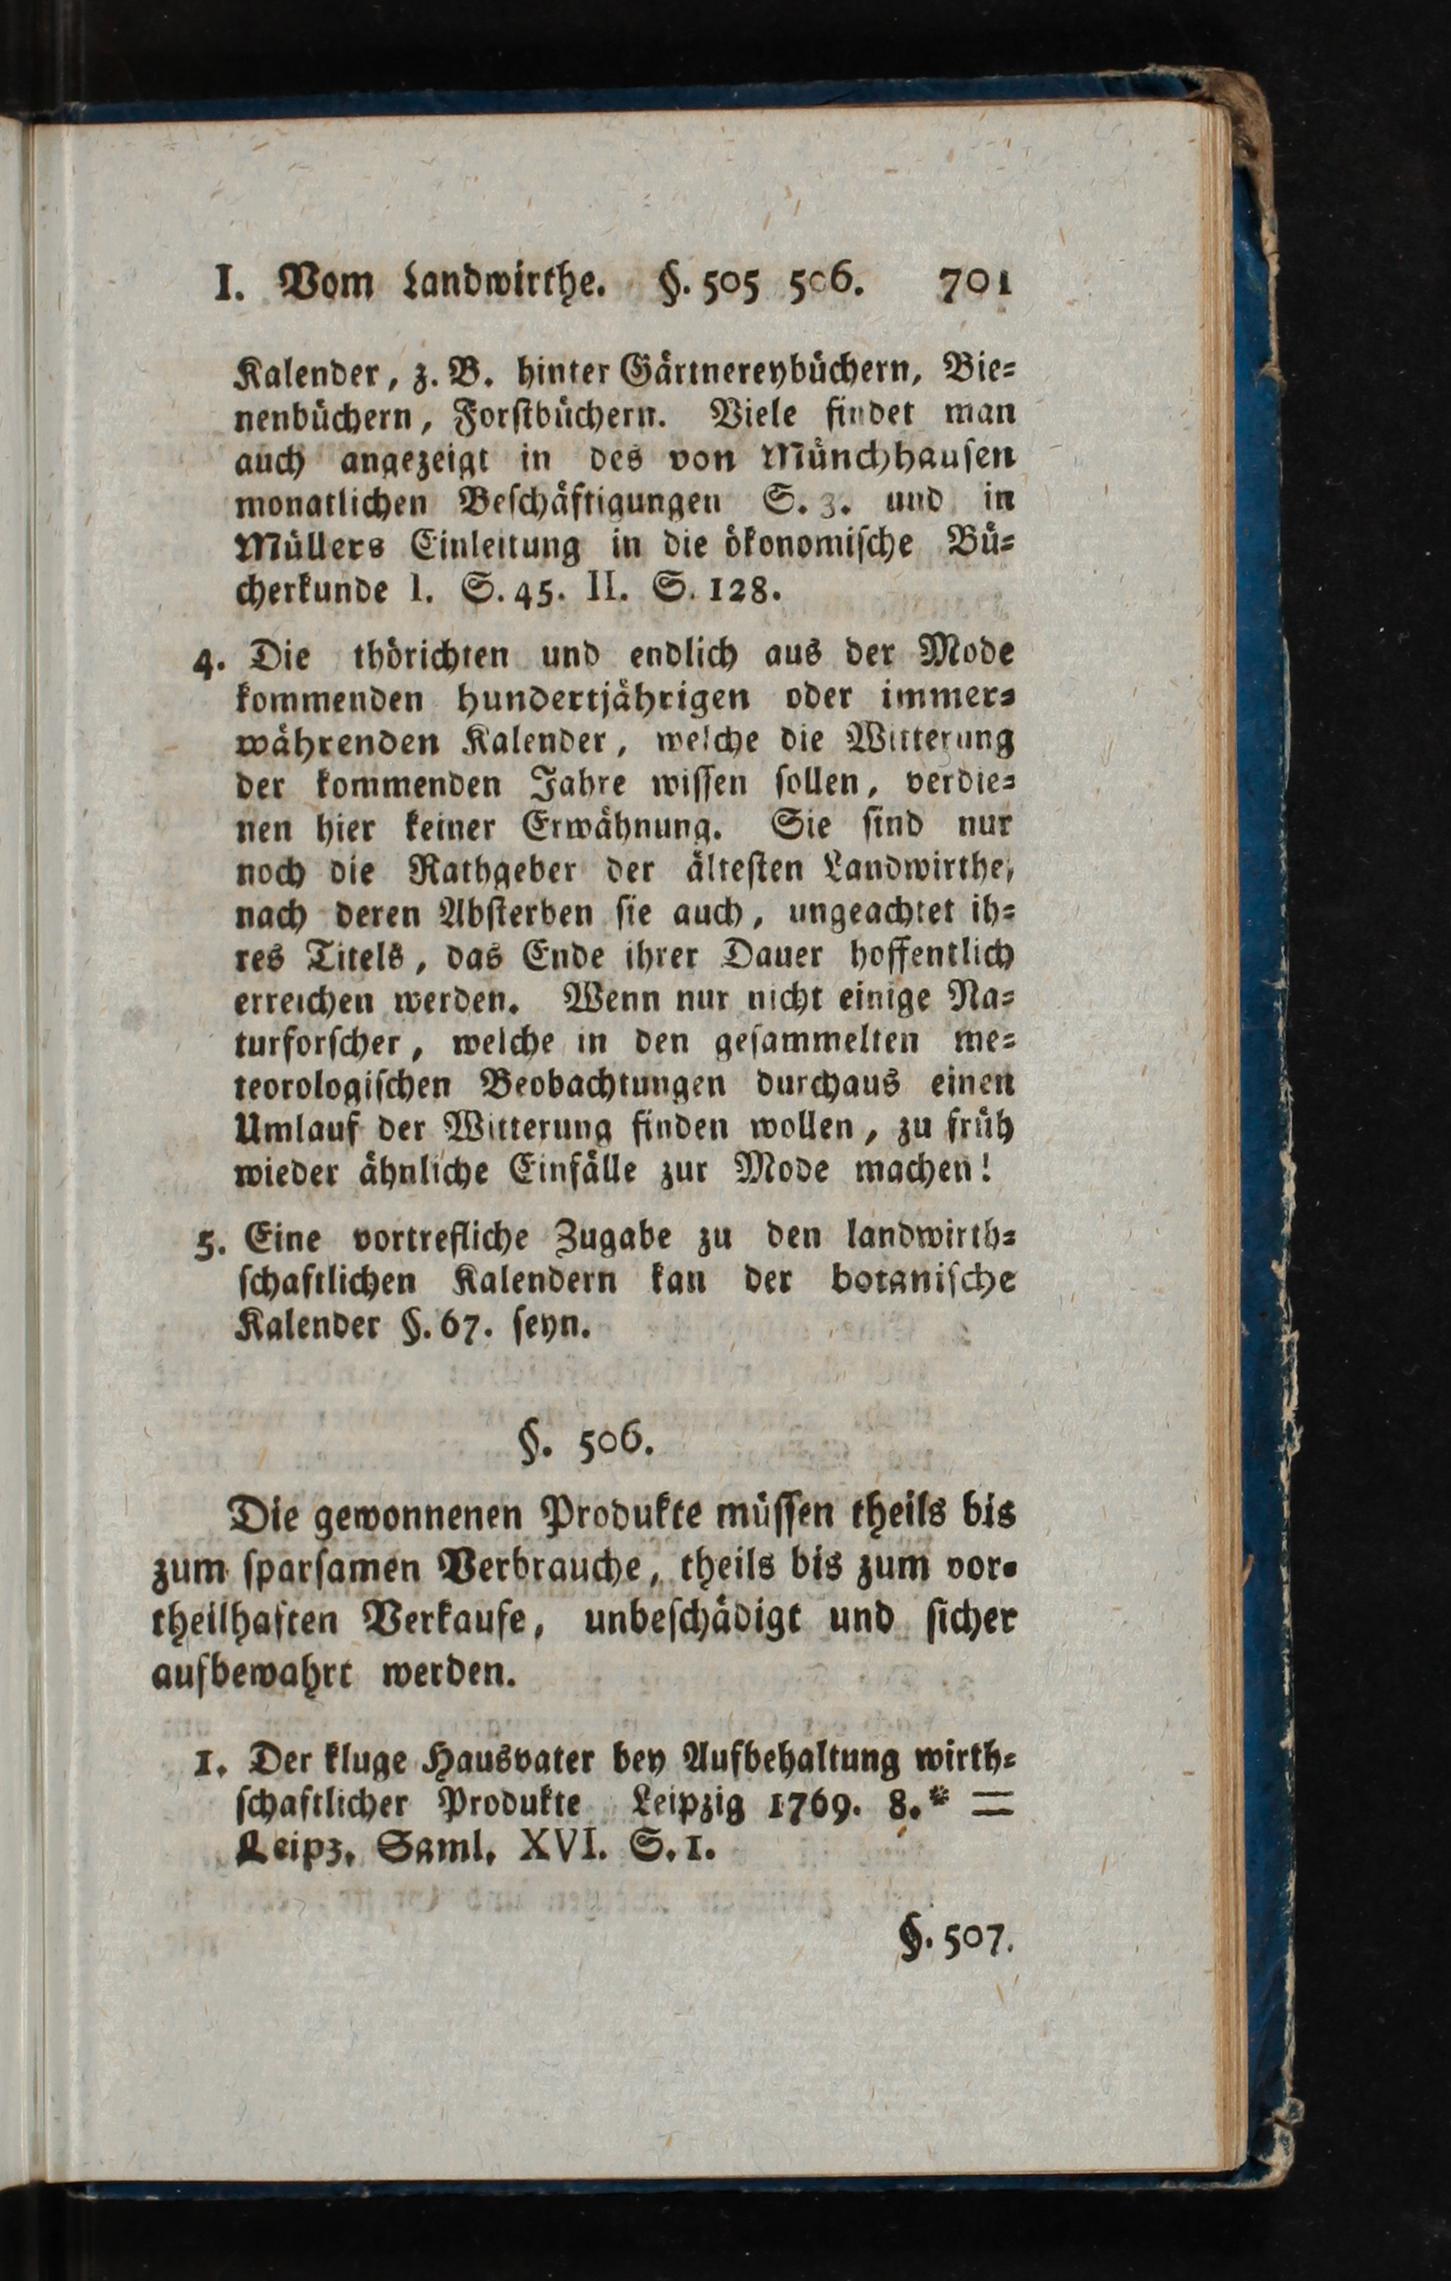 I. Vom Landwirthe. §. 505 506. 701
Kalender, z. B. hinter Gärtnereybüchern, Bie-
nenbüchern, Forstbüchern. Viele findet man
auch angezeigt in des von Münchhausen
monatlichen Beschäftigungen S. 3. und in
Müllers Einleitung in die ökonomische Bü-
cherkunde I. S. 45. II. S. 128.
4. Die thörichten und endlich aus der Mode
kommenden hundertjährigen oder immer-
währenden Kalender, welche die Witterung
der kommenden Jahre wissen sollen, verdie-
nen hier keiner Erwähnung. Sie sind nur
noch die Rathgeber der ältesten Landwirthe,
nach deren Absterben sie auch, ungeachtet ih-
res Titels, das Ende ihrer Dauer hoffentlich
erreichen werden. Wenn nur nicht einige Na-
turforscher, welche in den gesammelten me-
teorologischen Beobachtungen durchaus einen
Umlauf der Witterung finden wollen, zu früh
wieder ähnliche Einfälle zur Mode machen!
5. Eine vortrefliche Zugabe zu den landwirth-
schaftlichen Kalendern kan der botanische
Kalender §. 67. seyn.
§. 506.
Die gewonnenen Produkte müssen theils bis
zum sparsamen Verbrauche, theils bis zum vor-
theilhaften Verkaufe, unbeschädigt und sicher
aufbewahrt werden.
1. Der kluge Hausvater bey Aufbehaltung wirth-
schaftlicher Produkte Leipzig 1769. 8.* =
Leipz. Saml. XVI. S. 1.
§. 507.